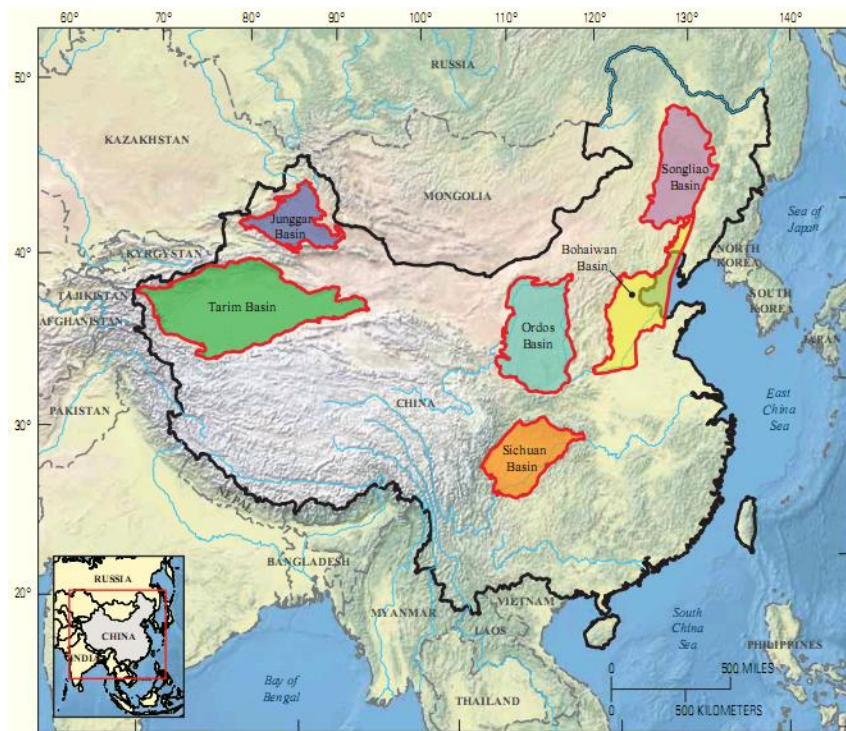 60° 70° 80° 90° 100° 110° 120° 130° 140°
50°
RUSSIA
KAZAKHSTAN
MONGOLIA
Songliao
Basin
Junggar
Basin
Sea of
Japan
40°
KYRGYSTAN
Bohaiwan
Basin
NORTH
KOREA
TAJIKISTAN
Tarim Basin
SOUTH
KOREA
AFGHANISTAN
Ordos
Basin
JAPAN
CHINA
East
China
Sea
PAKISTAN
30°
Sichuan
Basin
NEPAL
BANGLADESH
20°
RUSSIA
CHINA
INDIA
MYANMAR
VIETNAM
LAOS
South
China
Sea
PHILIPPINES
Bay of
Bengal
THAILAND
0 500 MILES
0 500 KILOMETERS